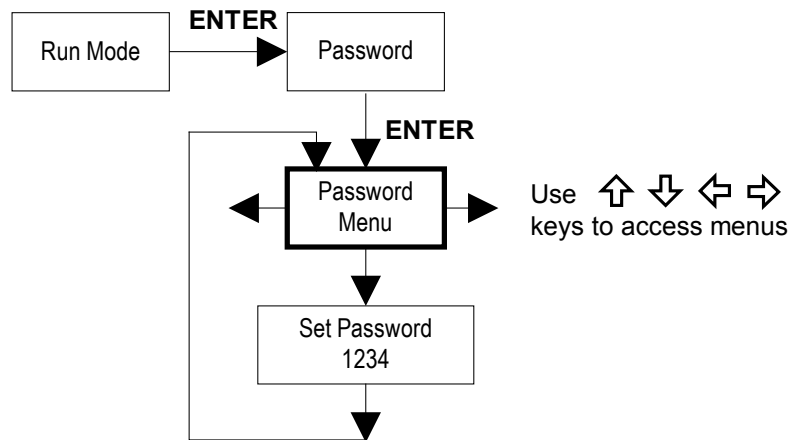 ENTER
Run Mode
Password
ENTER
Password
Menu
Use
keys to access menus
Set Password
1234